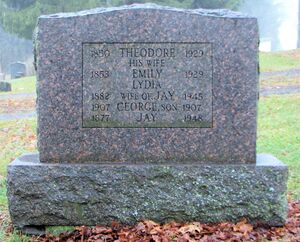 1850 THEODORE 1929
HIS WIFE
1853 EMILY 1929
LYDIA
1882 WIFE OF JAY 1945
1907 GEORGE, SON 1907
1877 JAY 1948